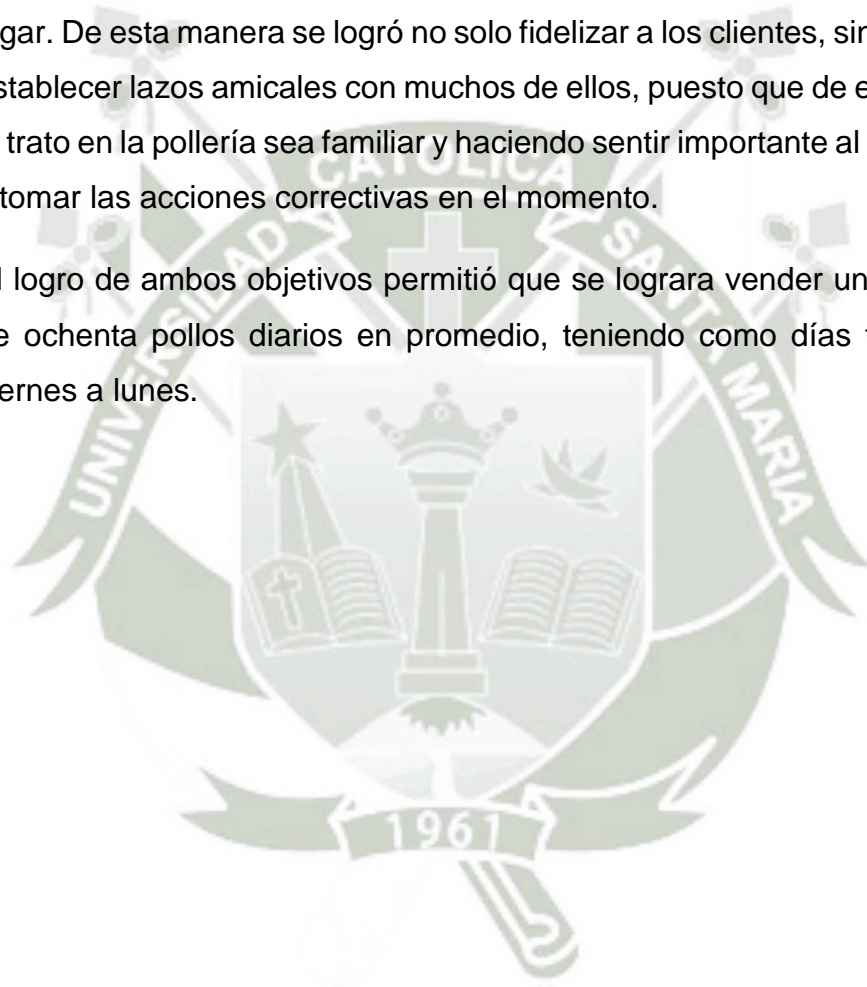 gar. De esta manera se logró no solo fidelizar a los clientes, sin
stablecer lazos amicales con muchos de ellos, puesto que de e
trato en la pollería sea familiar y haciendo sentir importante al
tomar las acciones correctivas en el momento.
l logro de ambos objetivos permitió que se lograra vender un
e ochenta pollos diarios en promedio, teniendo como días
ernes a lunes.
UNIVERSIDAD CATOLICA SANTA MARIA
1961